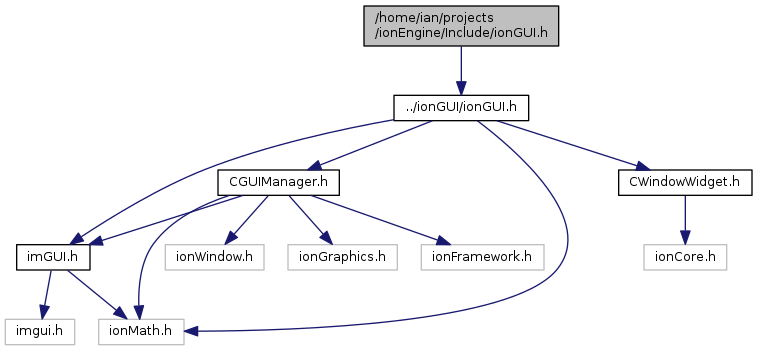 /home/ian/projects
/ionEngine/Include/ionGUI.h
../ionGUI/ionGUI.h
CGUIManager.h
CWindowWidget.h
imGUI.h
ionWindow.h
ionGraphics.h
ionFramework.h
ionCore.h
imgui.h
ionMath.h